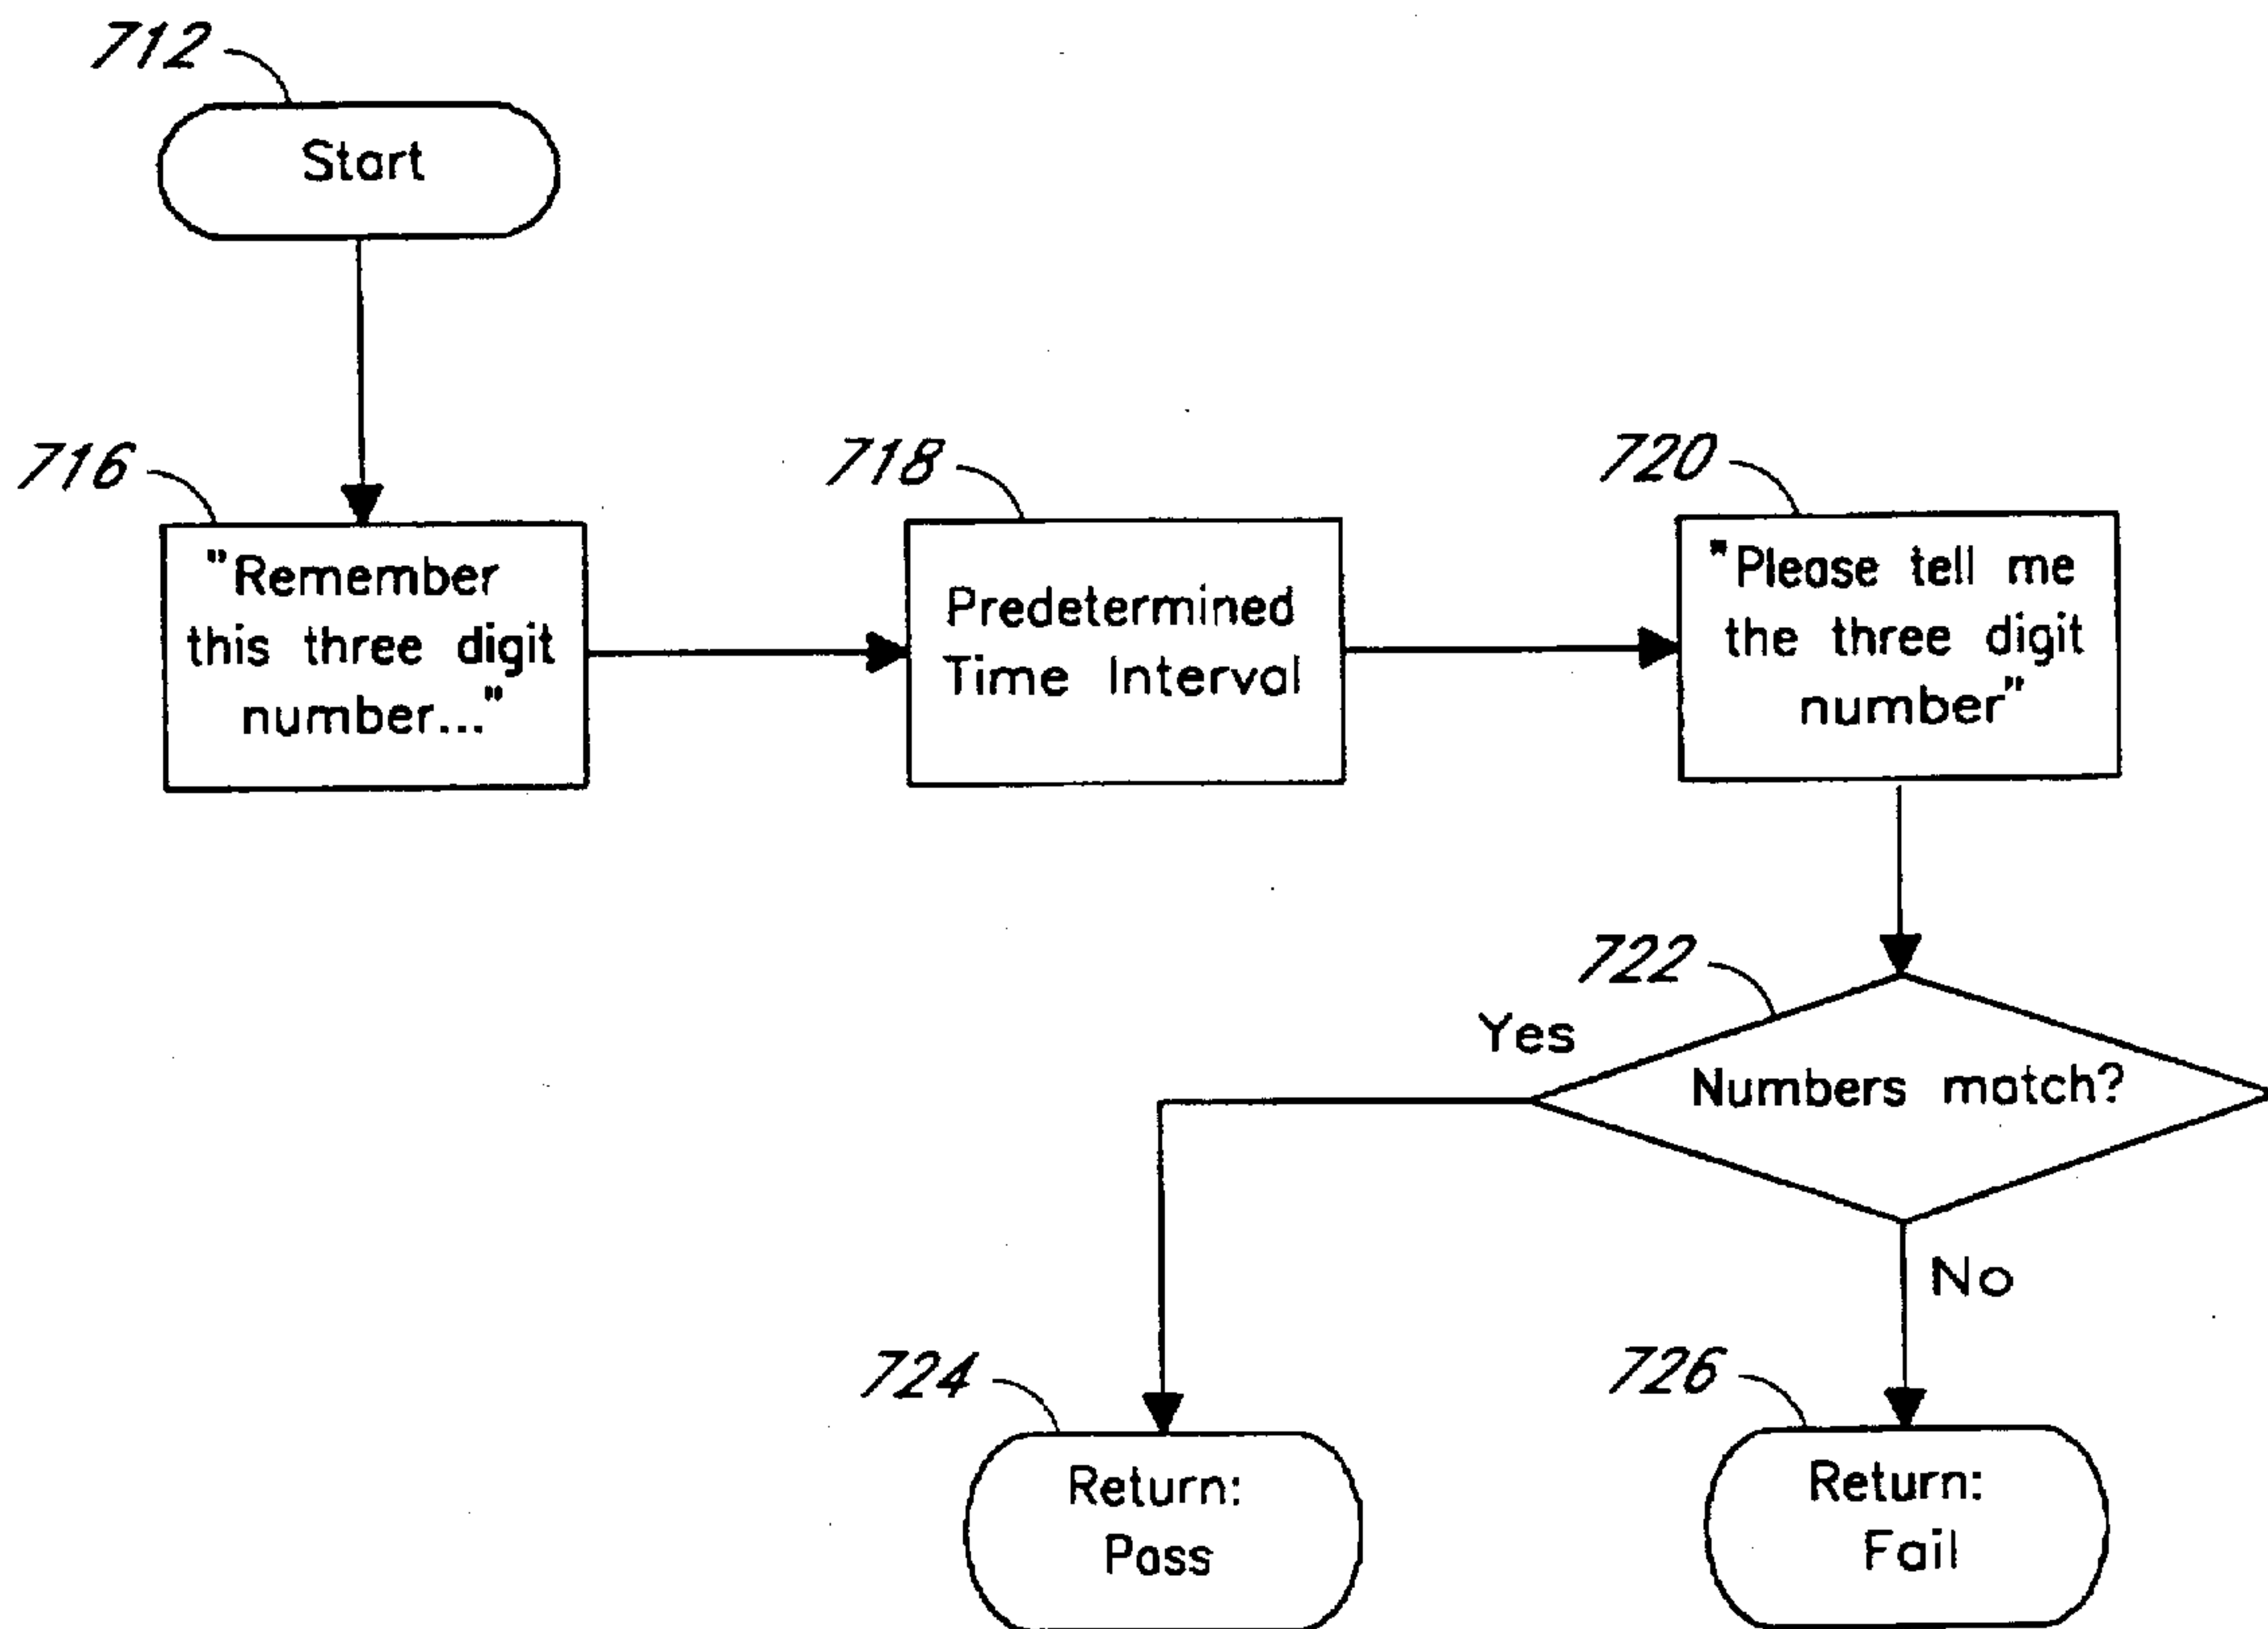 712
Start
716
"Remember
this three digit
number..."
718
Predetermined
Time Interval
720
"Please tell me
the three digit
number"
722
Yes
Numbers match?
No
724
Return:
Pass
726
Return:
Fail